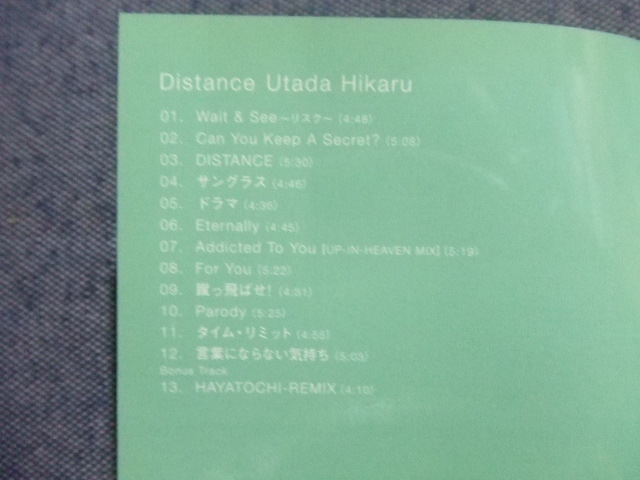 Distance Utada Hikaru
01. Wait & See ～リスク～ (4:48)
02. Can You Keep A Secret? (5:08)
03. DISTANCE (5:30)
04. サングラス (4:46)
05. ドラマ (4:36)
06. Eternally (4:45)
07. Addicted To You [UP-IN-HEAVEN MIX] (5:19)
08. For You (5:22)
09. 蹴っ飛ばせ! (4:31)
10. Parody (5:25)
11. タイム・リミット (4:55)
12. 言葉にならない気持ち (5:03)
Bonus Track
13. HAYATOCHI-REMIX (4:10)